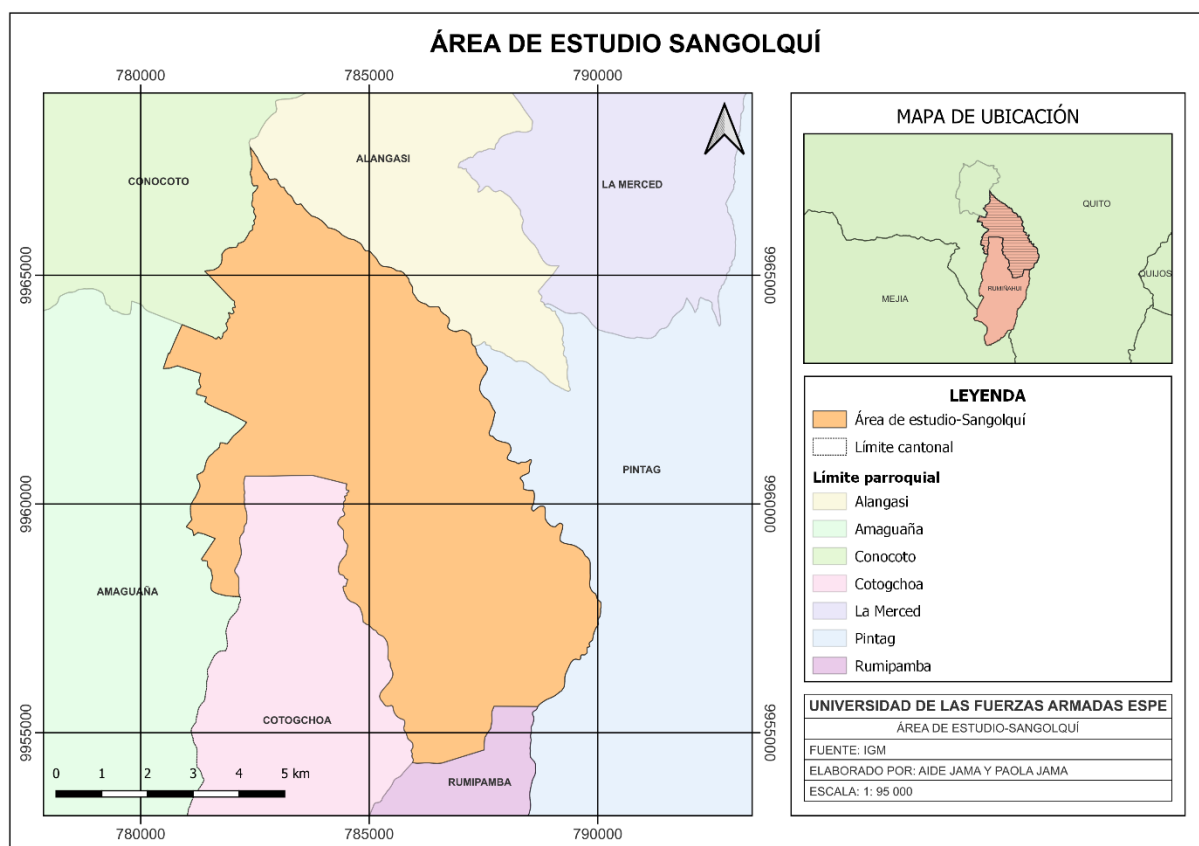 ÁREA DE ESTUDIO SANGOLQUÍ
780000
785000
790000
CONOCOTO
ALANGASI
LA MERCED
9965000
9965000
PINTAG
9960000
9960000
AMAGUAÑA
COTOGCHOA
9955000
9955000
RUMIPAMBA
0 1 2 3 4 5 km
780000
785000
790000
MAPA DE UBICACIÓN
QUITO
QUIJOS
MEJIA
RUMIÑAHUI
LEYENDA
Área de estudio-Sangolquí
Límite cantonal
Límite parroquial
Alangasi
Amaguaña
Conocoto
Cotogchoa
La Merced
Pintag
Rumipamba
UNIVERSIDAD DE LAS FUERZAS ARMADAS ESPE
ÁREA DE ESTUDIO-SANGOLQUÍ
FUENTE: IGM
ELABORADO POR: AIDE JAMA Y PAOLA JAMA
ESCALA: 1: 95 000